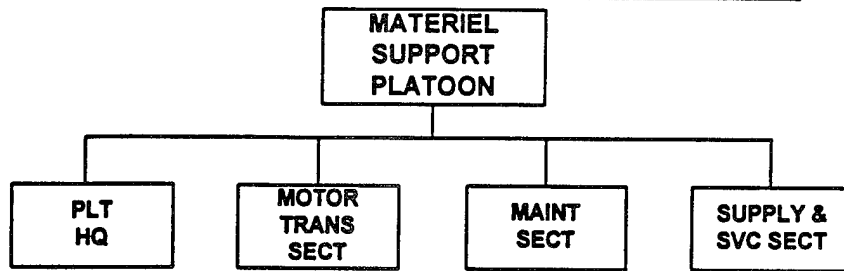 MATERIEL
SUPPORT
PLATOON
PLT
HQ
MOTOR
TRANS
SECT
MAINT
SECT
SUPPLY &
SVC SECT